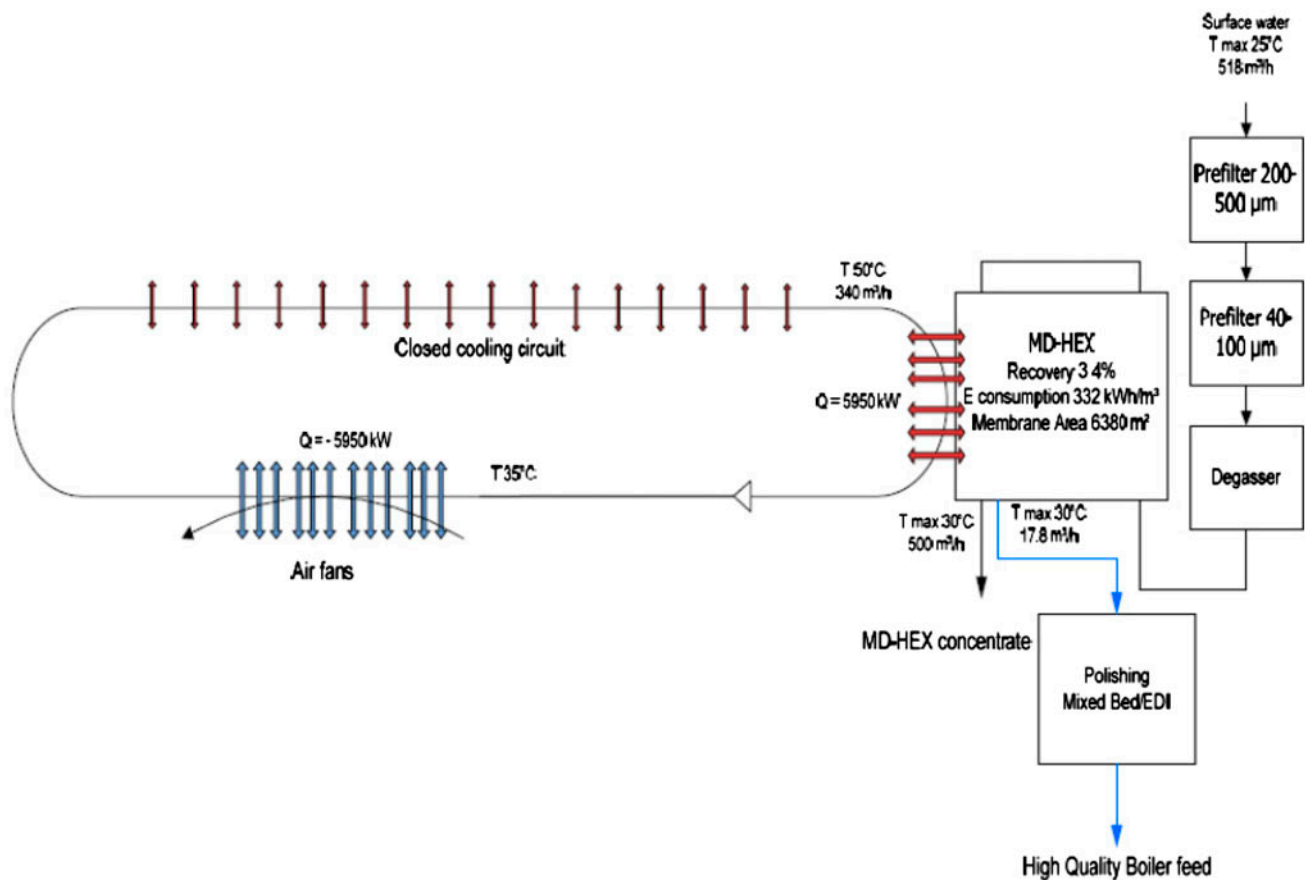 Surface water
T max 25°C
518 m³/h
Prefilter 200-
500 µm
Prefilter 40-
100 µm
Degasser
T 50°C
340 m³/h
Closed cooling circuit
MD-HEX
Recovery 3 4%
E consumption 332 kWh/m³
Membrane Area 6380 m²
Q = 5950 kW
Q = - 5950 kW
T 35°C
Air fans
T max 30°C
500 m³/h
T max 30°C
17.8 m³/h
MD-HEX concentrate
Polishing
Mixed Bed/EDI
High Quality Boiler feed